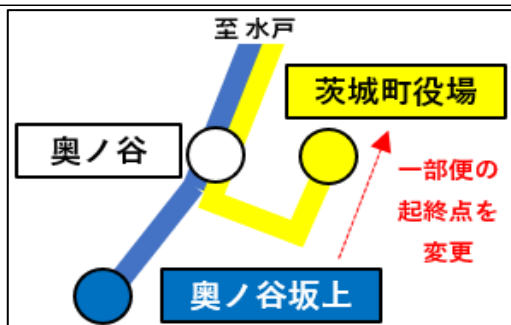 至 水戸
茨城町役場
奥ノ谷
一部便の
起終点を
変更
奥ノ谷坂上